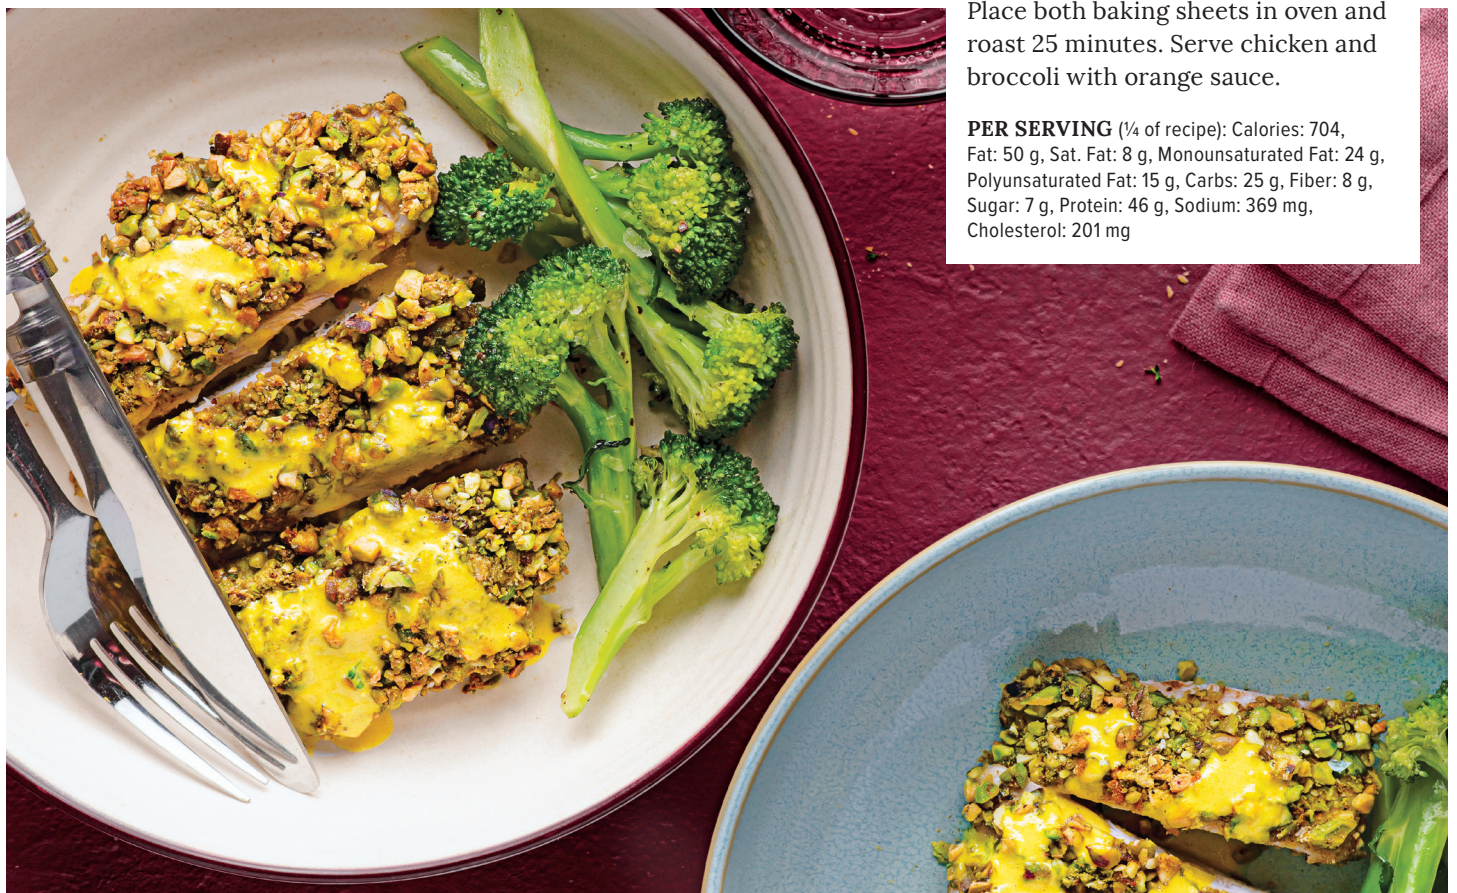 Place both baking sheets in oven and
roast 25 minutes. Serve chicken and
broccoli with orange sauce.
PER SERVING (¼ of recipe): Calories: 704,
Fat: 50 g, Sat. Fat: 8 g, Monounsaturated Fat: 24 g,
Polyunsaturated Fat: 15 g, Carbs: 25 g, Fiber: 8 g,
Sugar: 7 g, Protein: 46 g, Sodium: 369 mg,
Cholesterol: 201 mg